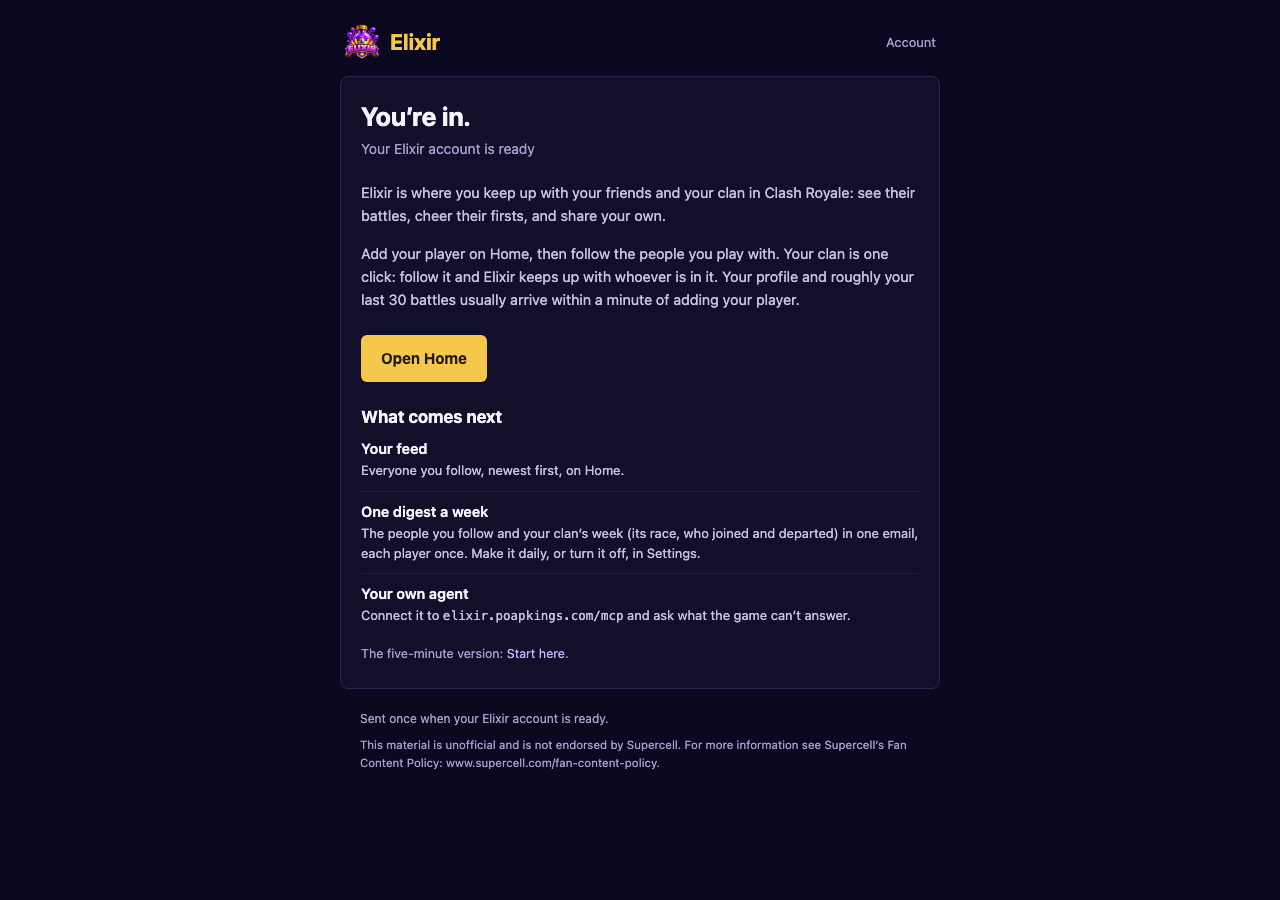 ELIXIR
Elixir
Account
You’re in.
Your Elixir account is ready
Elixir is where you keep up with your friends and your clan in Clash Royale: see their
battles, cheer their firsts, and share your own.
Add your player on Home, then follow the people you play with. Your clan is one
click: follow it and Elixir keeps up with whoever is in it. Your profile and roughly your
last 30 battles usually arrive within a minute of adding your player.
Open Home
What comes next
Your feed
Everyone you follow, newest first, on Home.
One digest a week
The people you follow and your clan’s week (its race, who joined and departed) in one email,
each player once. Make it daily, or turn it off, in Settings.
Your own agent
Connect it to elixir.poapkings.com/mcp and ask what the game can’t answer.
The five-minute version: Start here.
Sent once when your Elixir account is ready.
This material is unofficial and is not endorsed by Supercell. For more information see Supercell’s Fan
Content Policy: www.supercell.com/fan-content-policy.